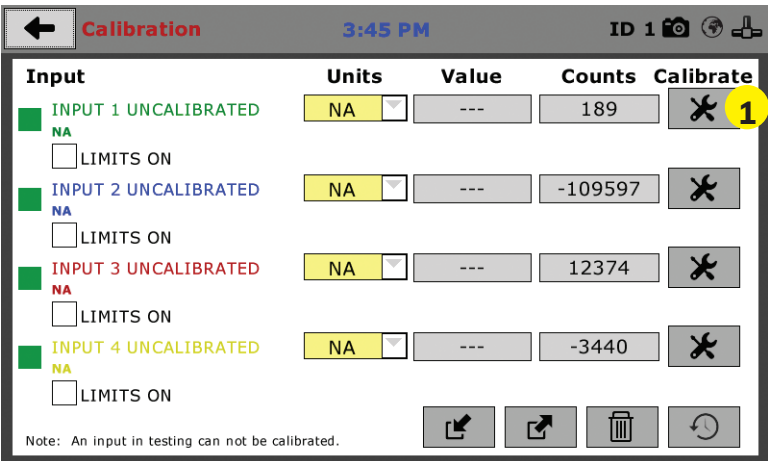 Calibration 3:45 PM ID 1
Input Units Value Counts Calibrate
INPUT 1 UNCALIBRATED NA --- 189 1
NA
LIMITS ON
INPUT 2 UNCALIBRATED NA --- -109597
NA
LIMITS ON
INPUT 3 UNCALIBRATED NA --- 12374
NA
LIMITS ON
INPUT 4 UNCALIBRATED NA --- -3440
NA
LIMITS ON
Note: An input in testing can not be calibrated.